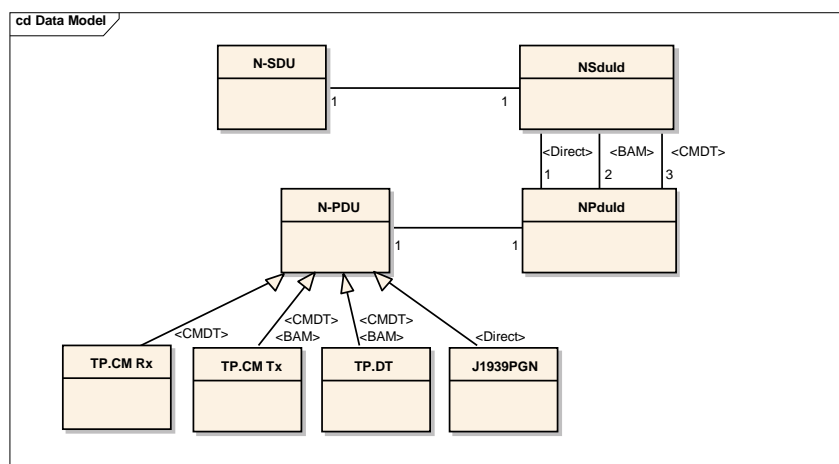 cd Data Model
N-SDU
NSduId
1
1
<Direct>
<BAM>
<CMDT>
1
2
3
N-PDU
NPduId
1
1
<CMDT>
<CMDT>
<BAM>
<CMDT>
<BAM>
<Direct>
TP.CM Rx
TP.CM Tx
TP.DT
J1939PGN